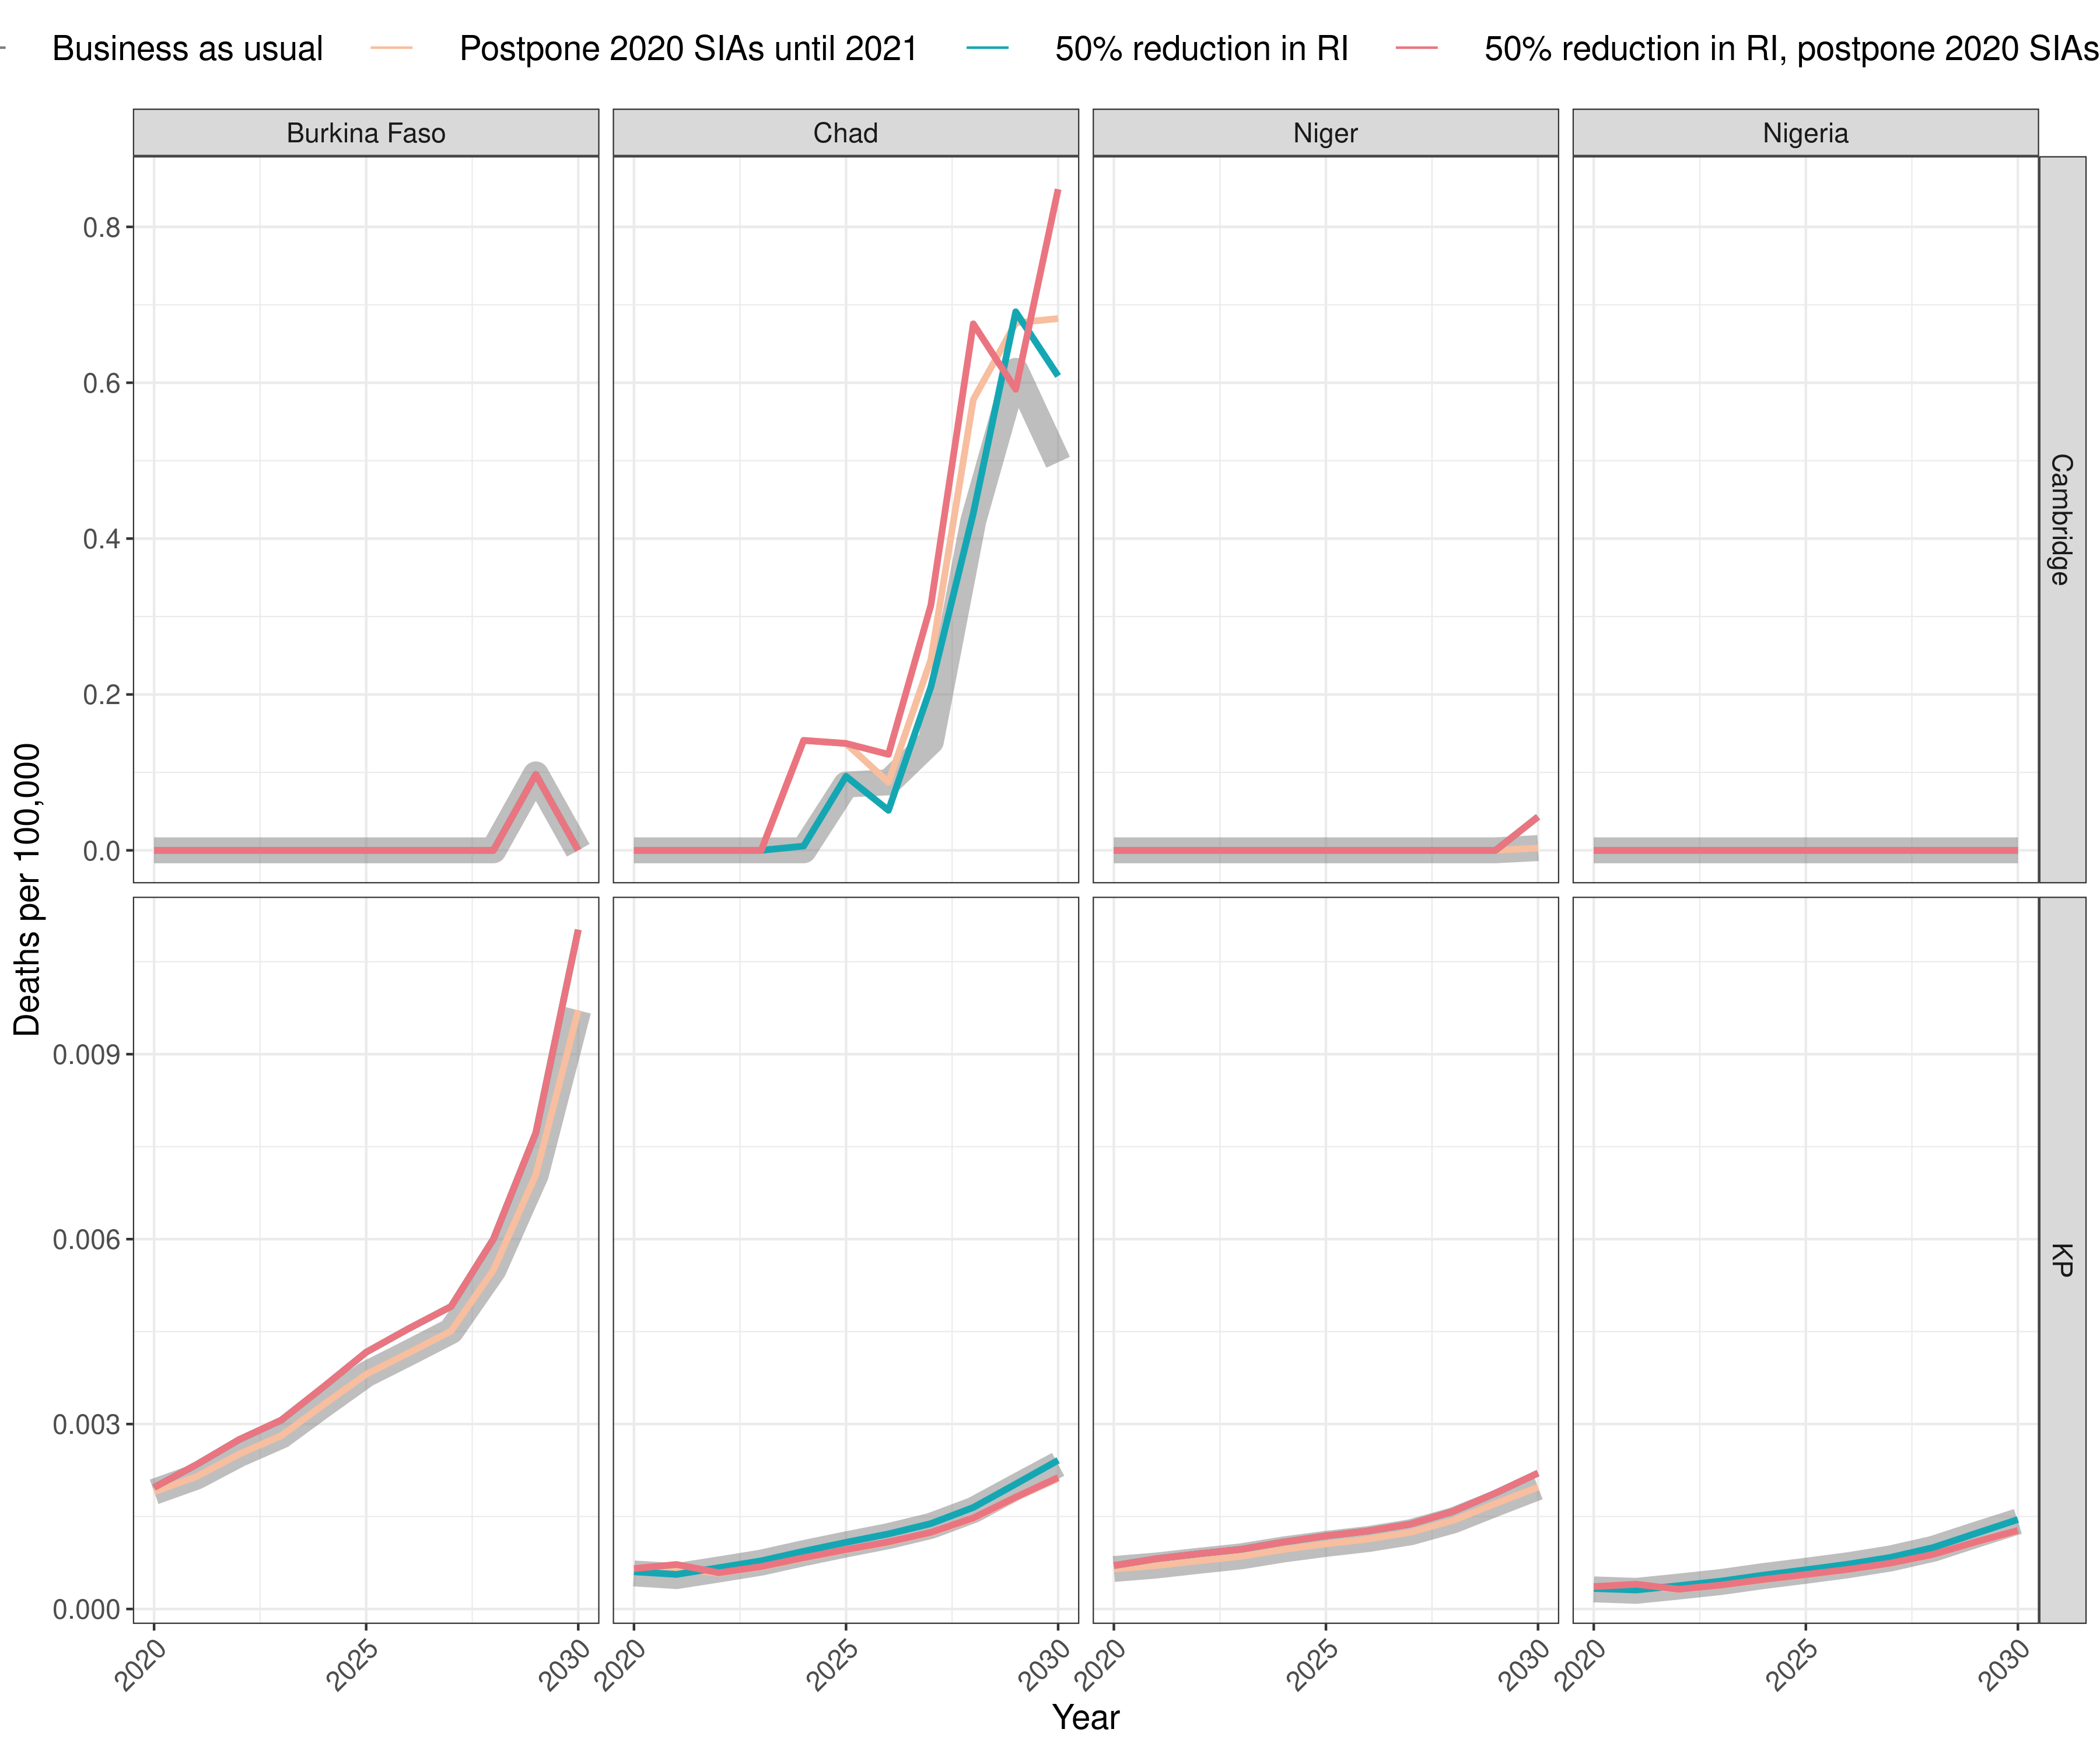 Business as usual Postpone 2020 SIAs until 2021 50% reduction in RI 50% reduction in RI, postpone 2020 SIAs
Burkina Faso Chad Niger Nigeria
Cambridge
0.8
0.6
0.4
0.2
0.0
Deaths per 100,000
KP
0.009
0.006
0.003
0.000
2020 2025 2030 2020 2025 2030 2020 2025 2030 2020 2025 2030
Year